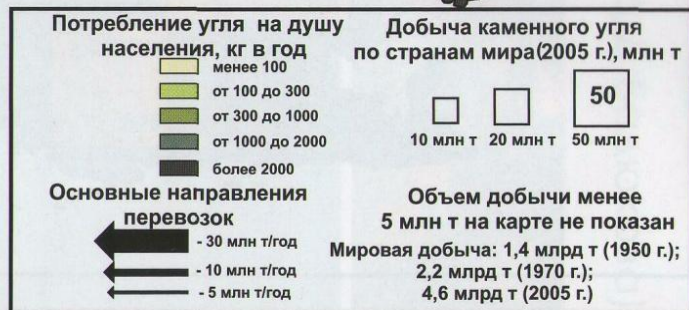 Потребление угля на душу
населения, кг в год
менее 100
от 100 до 300
от 300 до 1000
от 1000 до 2000
более 2000
Основные направления
перевозок
- 30 млн т/год
- 10 млн т/год
- 5 млн т/год
Добыча каменного угля
по странам мира(2005 г.), млн т
50
10 млн т 20 млн т 50 млн т
Объем добычи менее
5 млн т на карте не показан
Мировая добыча: 1,4 млрд т (1950 г.);
2,2 млрд т (1970 г.);
4,6 млрд т (2005 г.)